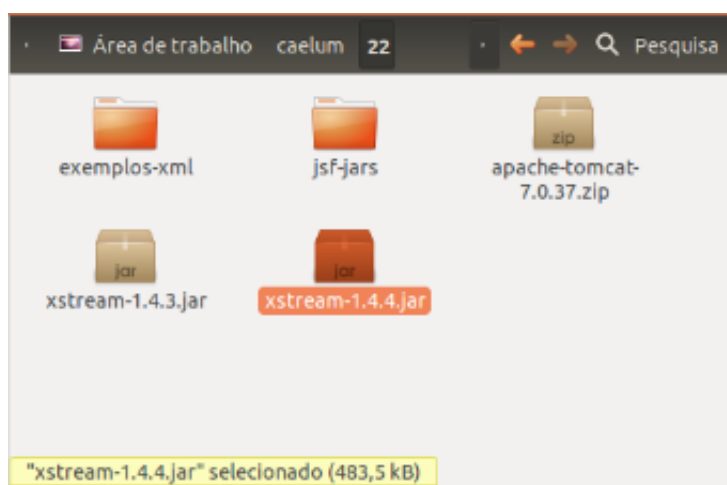 Área de trabalho caelum 22 Pesquisa
exemplos-xml
jsf-jars
zip
apache-tomcat-
7.0.37.zip
jar
xstream-1.4.3.jar
jar
xstream-1.4.4.jar
"xstream-1.4.4.jar" selecionado (483,5 kB)